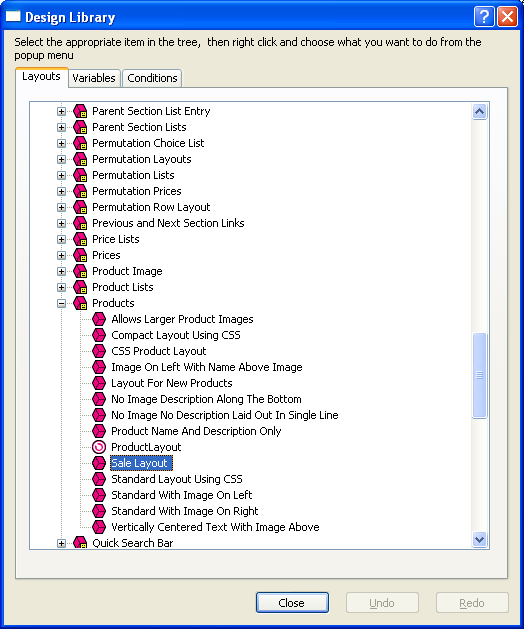 Design Library
Select the appropriate item in the tree, then right click and choose what you want to do from the
popup menu
Layouts
Variables
Conditions
Parent Section List Entry
Parent Section Lists
Permutation Choice List
Permutation Layouts
Permutation Lists
Permutation Prices
Permutation Row Layout
Previous and Next Section Links
Price Lists
Prices
Product Image
Product Lists
Products
Allows Larger Product Images
Compact Layout Using CSS
CSS Product Layout
Image On Left With Name Above Image
Layout For New Products
No Image Description Along The Bottom
No Image No Description Laid Out In Single Line
Product Name And Description Only
ProductLayout
Sale Layout
Standard Layout Using CSS
Standard With Image On Left
Standard With Image On Right
Vertically Centered Text With Image Above
Quick Search Bar
Close
Undo
Redo